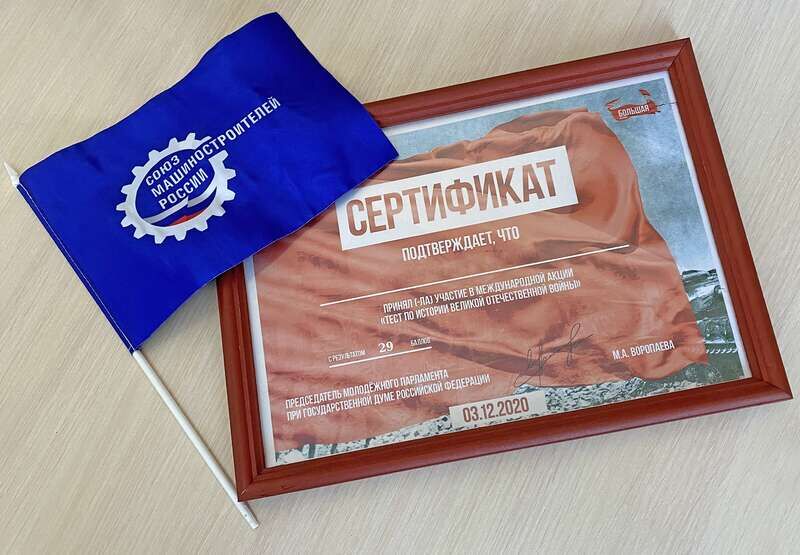 СОЮЗ
МАШИНОСТРОИТЕЛЕЙ
РОССИИ
БОЛЬШАЯ
СЕРТИФИКАТ
ПОДТВЕРЖДАЕТ, ЧТО
ПРИНЯЛ (-ЛА) УЧАСТИЕ В МЕЖДУНАРОДНОЙ АКЦИИ
«ТЕСТ ПО ИСТОРИИ ВЕЛИКОЙ ОТЕЧЕСТВЕННОЙ ВОЙНЫ»
С РЕЗУЛЬТАТОМ 29 БАЛЛОВ
ПРЕДСЕДАТЕЛЬ МОЛОДЁЖНОГО ПАРЛАМЕНТА
ПРИ ГОСУДАРСТВЕННОЙ ДУМЕ РОССИЙСКОЙ ФЕДЕРАЦИИ
М.А. ВОРОПАЕВА
03.12.2020